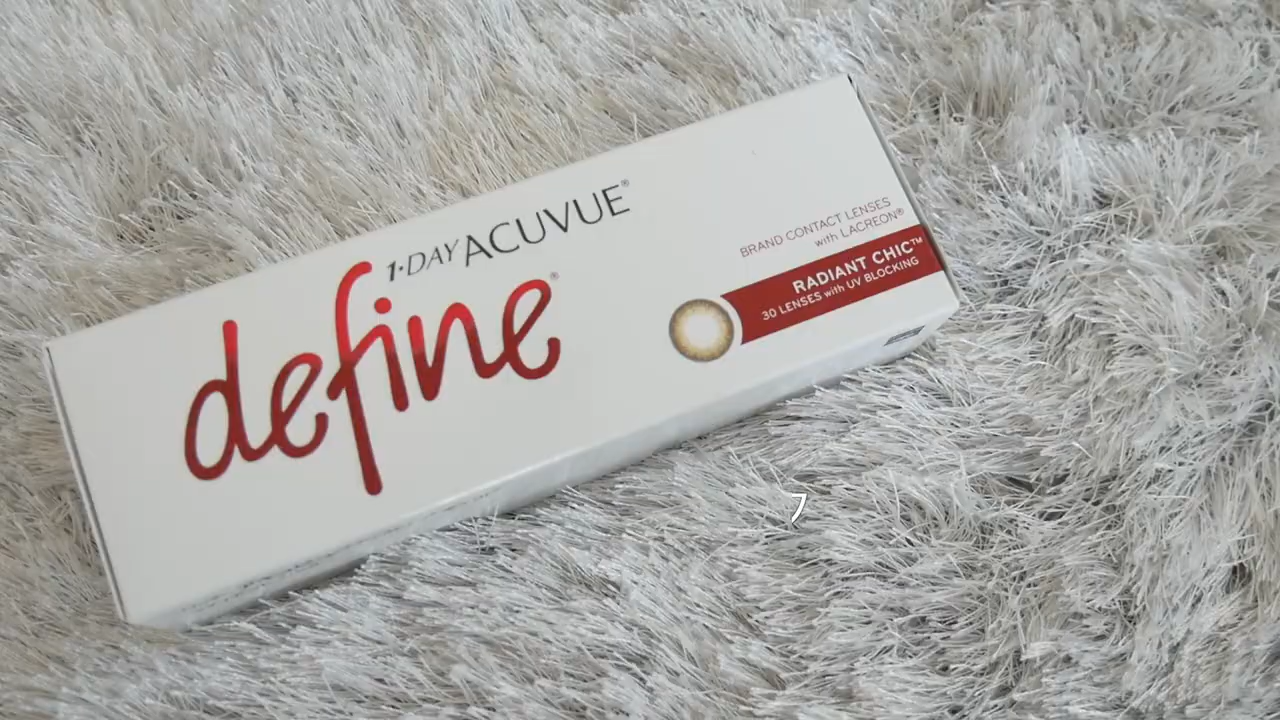 1·DAY ACUVUE®
define®
BRAND CONTACT LENSES
with LACREON®
RADIANT CHIC™
30 LENSES with UV BLOCKING